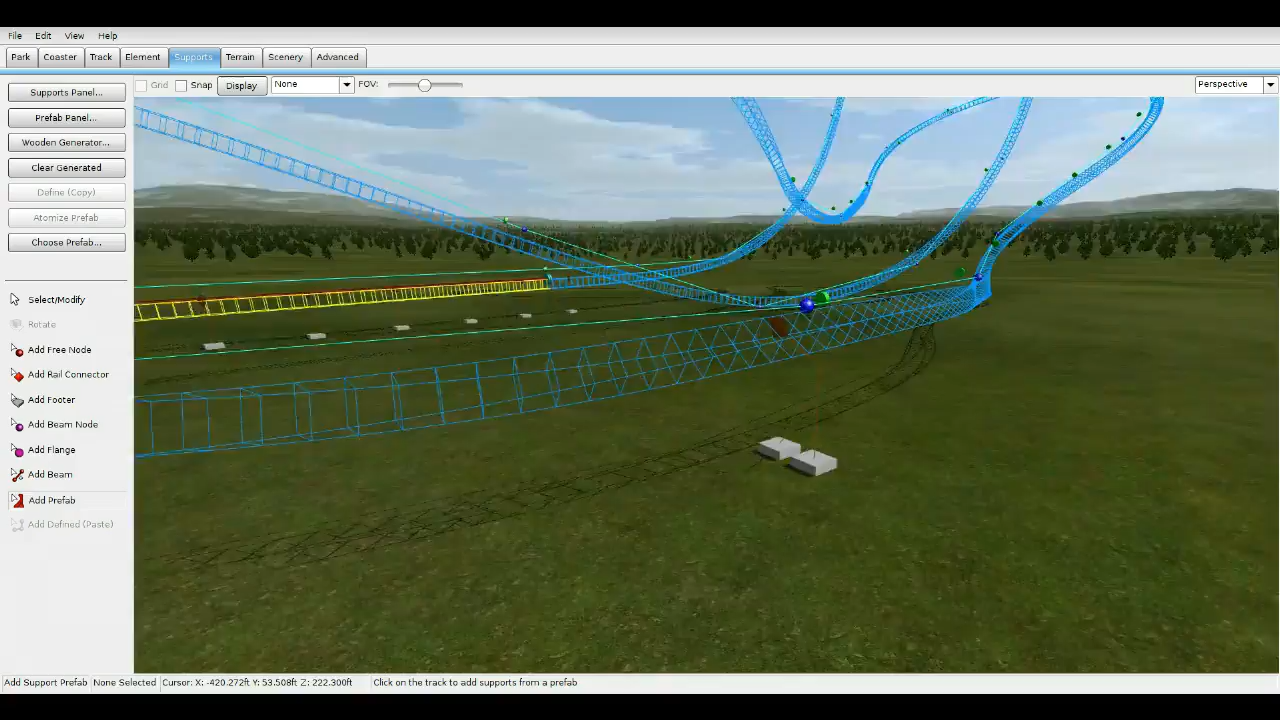 File Edit View Help
Park Coaster Track Element Supports Terrain Scenery Advanced
Grid Snap Display None FOV: Perspective
Supports Panel...
Prefab Panel...
Wooden Generator...
Clear Generated
Define (Copy)
Atomize Prefab
Choose Prefab...
Select/Modify
Rotate
Add Free Node
Add Rail Connector
Add Footer
Add Beam Node
Add Flange
Add Beam
Add Prefab
Add Defined (Paste)
Add Support Prefab None Selected Cursor: X: -420.272ft Y: 53.508ft Z: 222.300ft Click on the track to add supports from a prefab